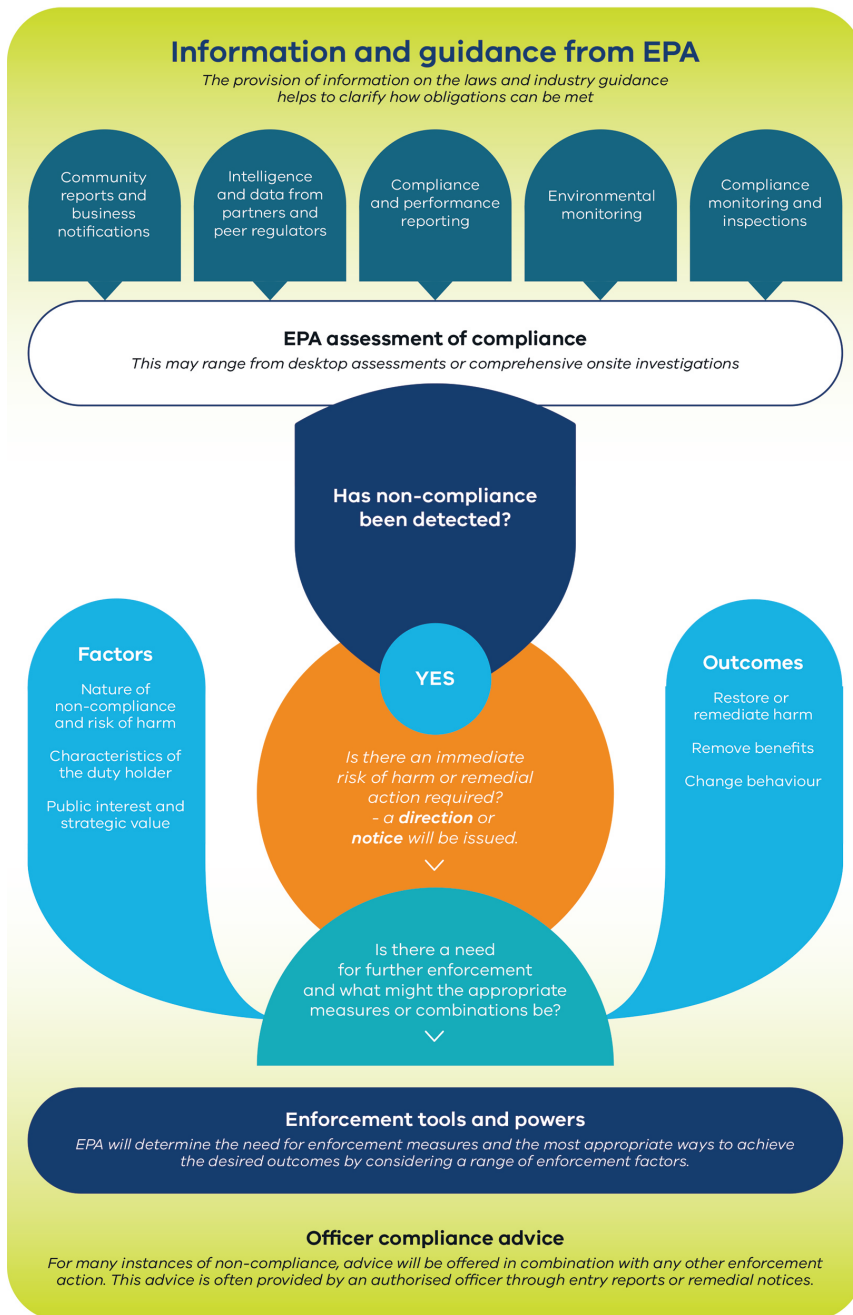 Information and guidance from EPA
The provision of information on the laws and industry guidance
helps to clarify how obligations can be met
Community
reports and
business
notifications
Intelligence
and data from
partners and
peer regulators
Compliance
and performance
reporting
Environmental
monitoring
Compliance
monitoring and
inspections
EPA assessment of compliance
This may range from desktop assessments or comprehensive onsite investigations
Has non-compliance
been detected?
YES
Factors
Nature of
non-compliance
and risk of harm
Characteristics of
the duty holder
Public interest and
strategic value
Is there an immediate
risk of harm or remedial
action required?
- a direction or
notice will be issued.
Outcomes
Restore or
remediate harm
Remove benefits
Change behaviour
Is there a need
for further enforcement
and what might the appropriate
measures or combinations be?
Enforcement tools and powers
EPA will determine the need for enforcement measures and the most appropriate ways to achieve
the desired outcomes by considering a range of enforcement factors.
Officer compliance advice
For many instances of non-compliance, advice will be offered in combination with any other enforcement
action. This advice is often provided by an authorised officer through entry reports or remedial notices.